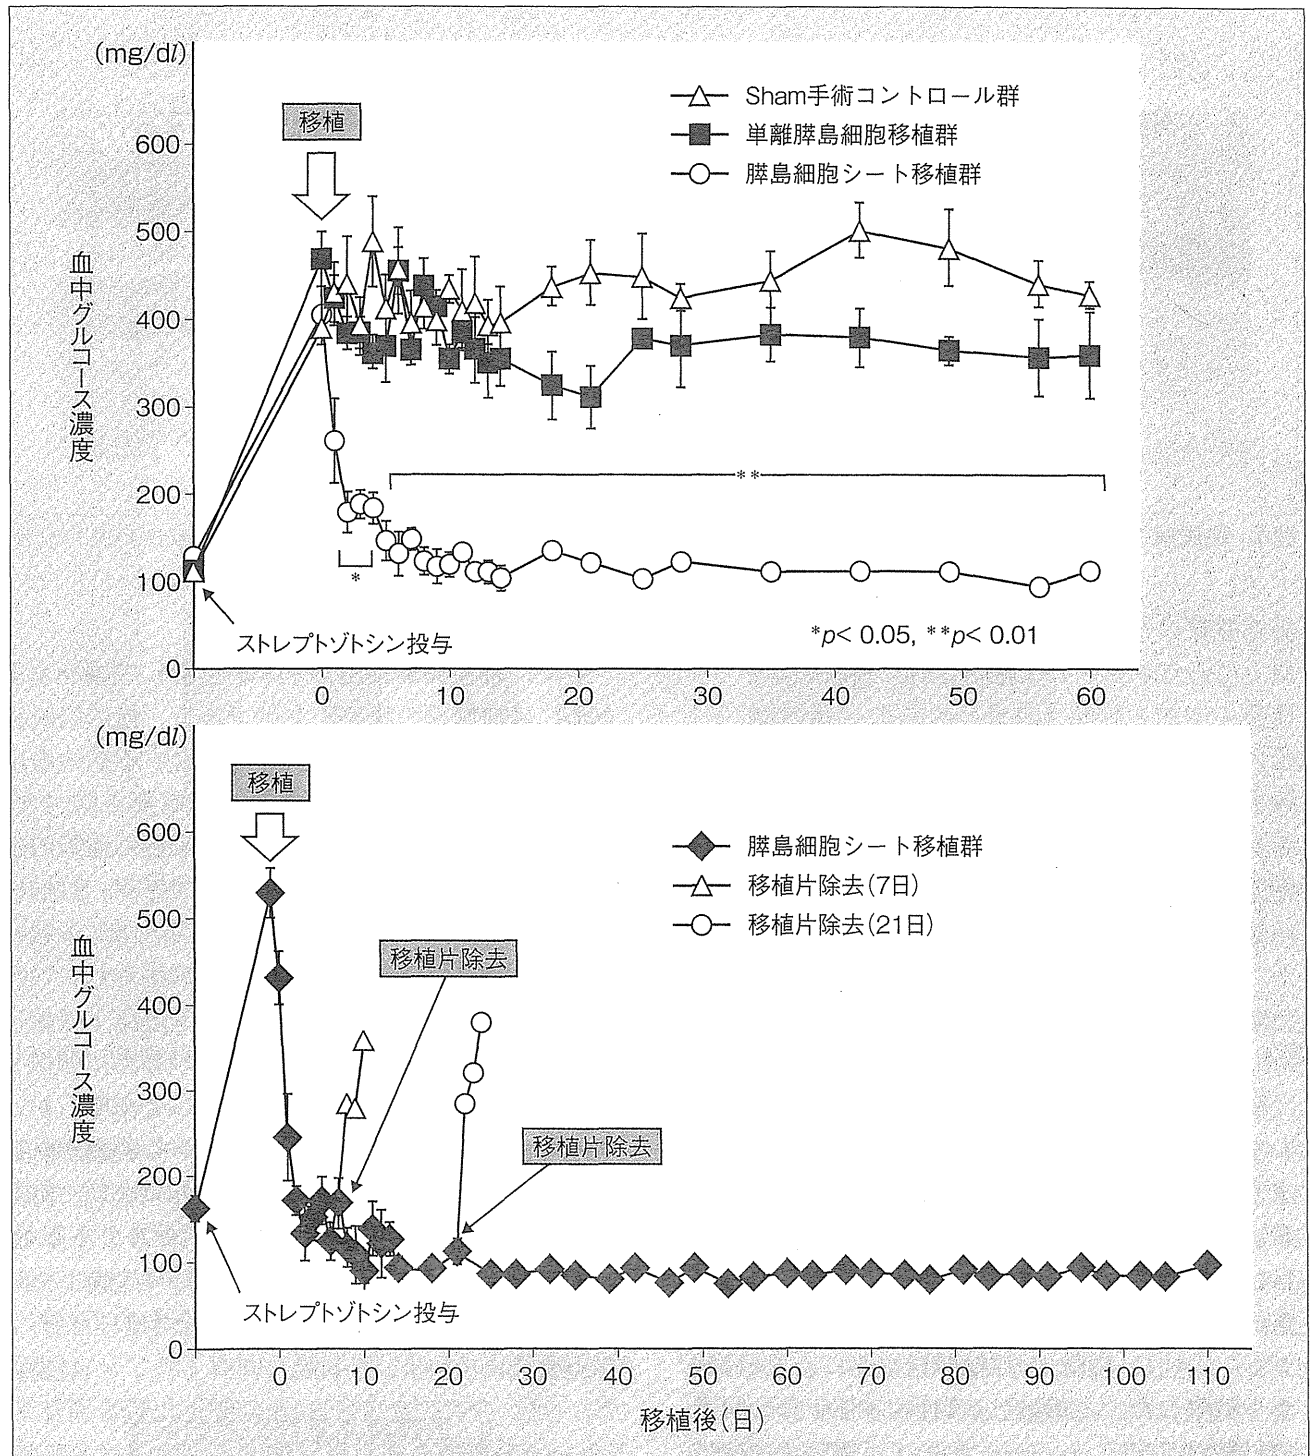 (mg/dl)
移植
Sham手術コントロール群
単離膵島細胞移植群
膵島細胞シート移植群
血中グルコース濃度
600
500
400
300
200
100
0
**
*
ストレプトゾトシン投与
*p< 0.05, **p< 0.01
0 10 20 30 40 50 60
(mg/dl)
移植
膵島細胞シート移植群
移植片除去(7日)
移植片除去(21日)
血中グルコース濃度
600
500
400
300
200
100
0
移植片除去
移植片除去
ストレプトゾトシン投与
0 10 20 30 40 50 60 70 80 90 100 110
移植後(日)